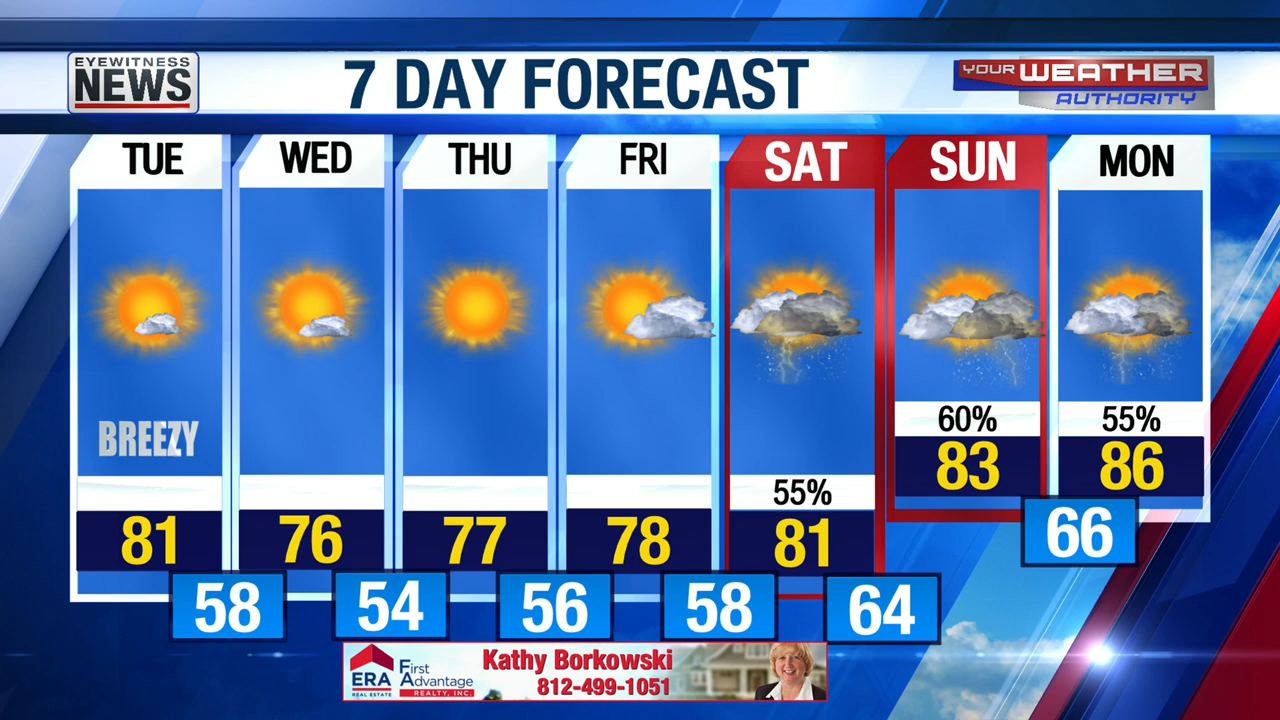 EYEWITNESS
NEWS
7 DAY FORECAST
YOUR WEATHER
AUTHORITY
TUE
WED
THU
FRI
SAT
SUN
MON
BREEZY
60%
55%
83
86
55%
81
76
77
78
81
66
58
54
56
58
64
ERA
REAL ESTATE
First
Advantage
REALTY, INC.
Kathy Borkowski
812-499-1051